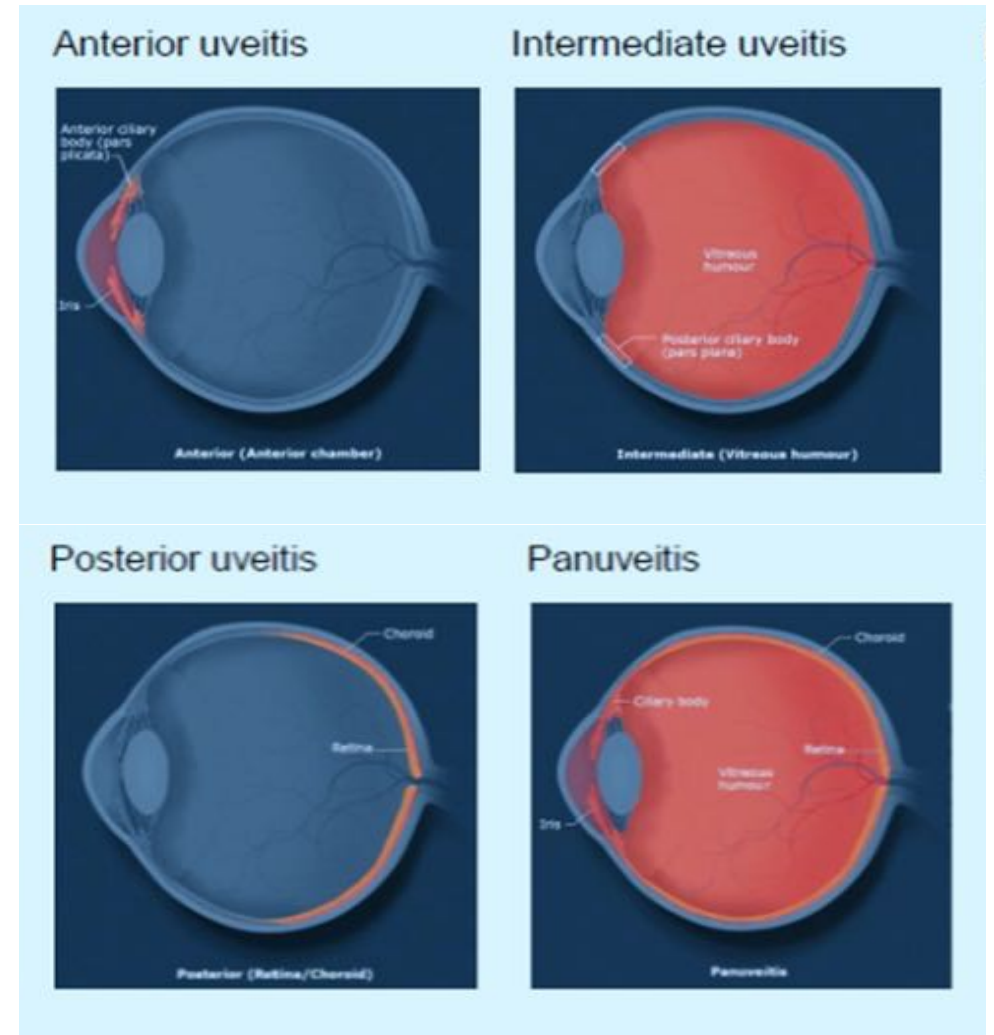 Anterior uveitis
Intermediate uveitis
Anterior ciliary
body (pars
plicata)
Iris
Anterior (Anterior chamber)
Vitreous
humour
Posterior ciliary body
(pars plana)
Intermediate (Vitreous humour)
Posterior uveitis
Panuveitis
Choroid
Retina
Posterior (Retina/Choroid)
Choroid
Ciliary body
Retina
Vitreous
humour
Iris
Panuveitis